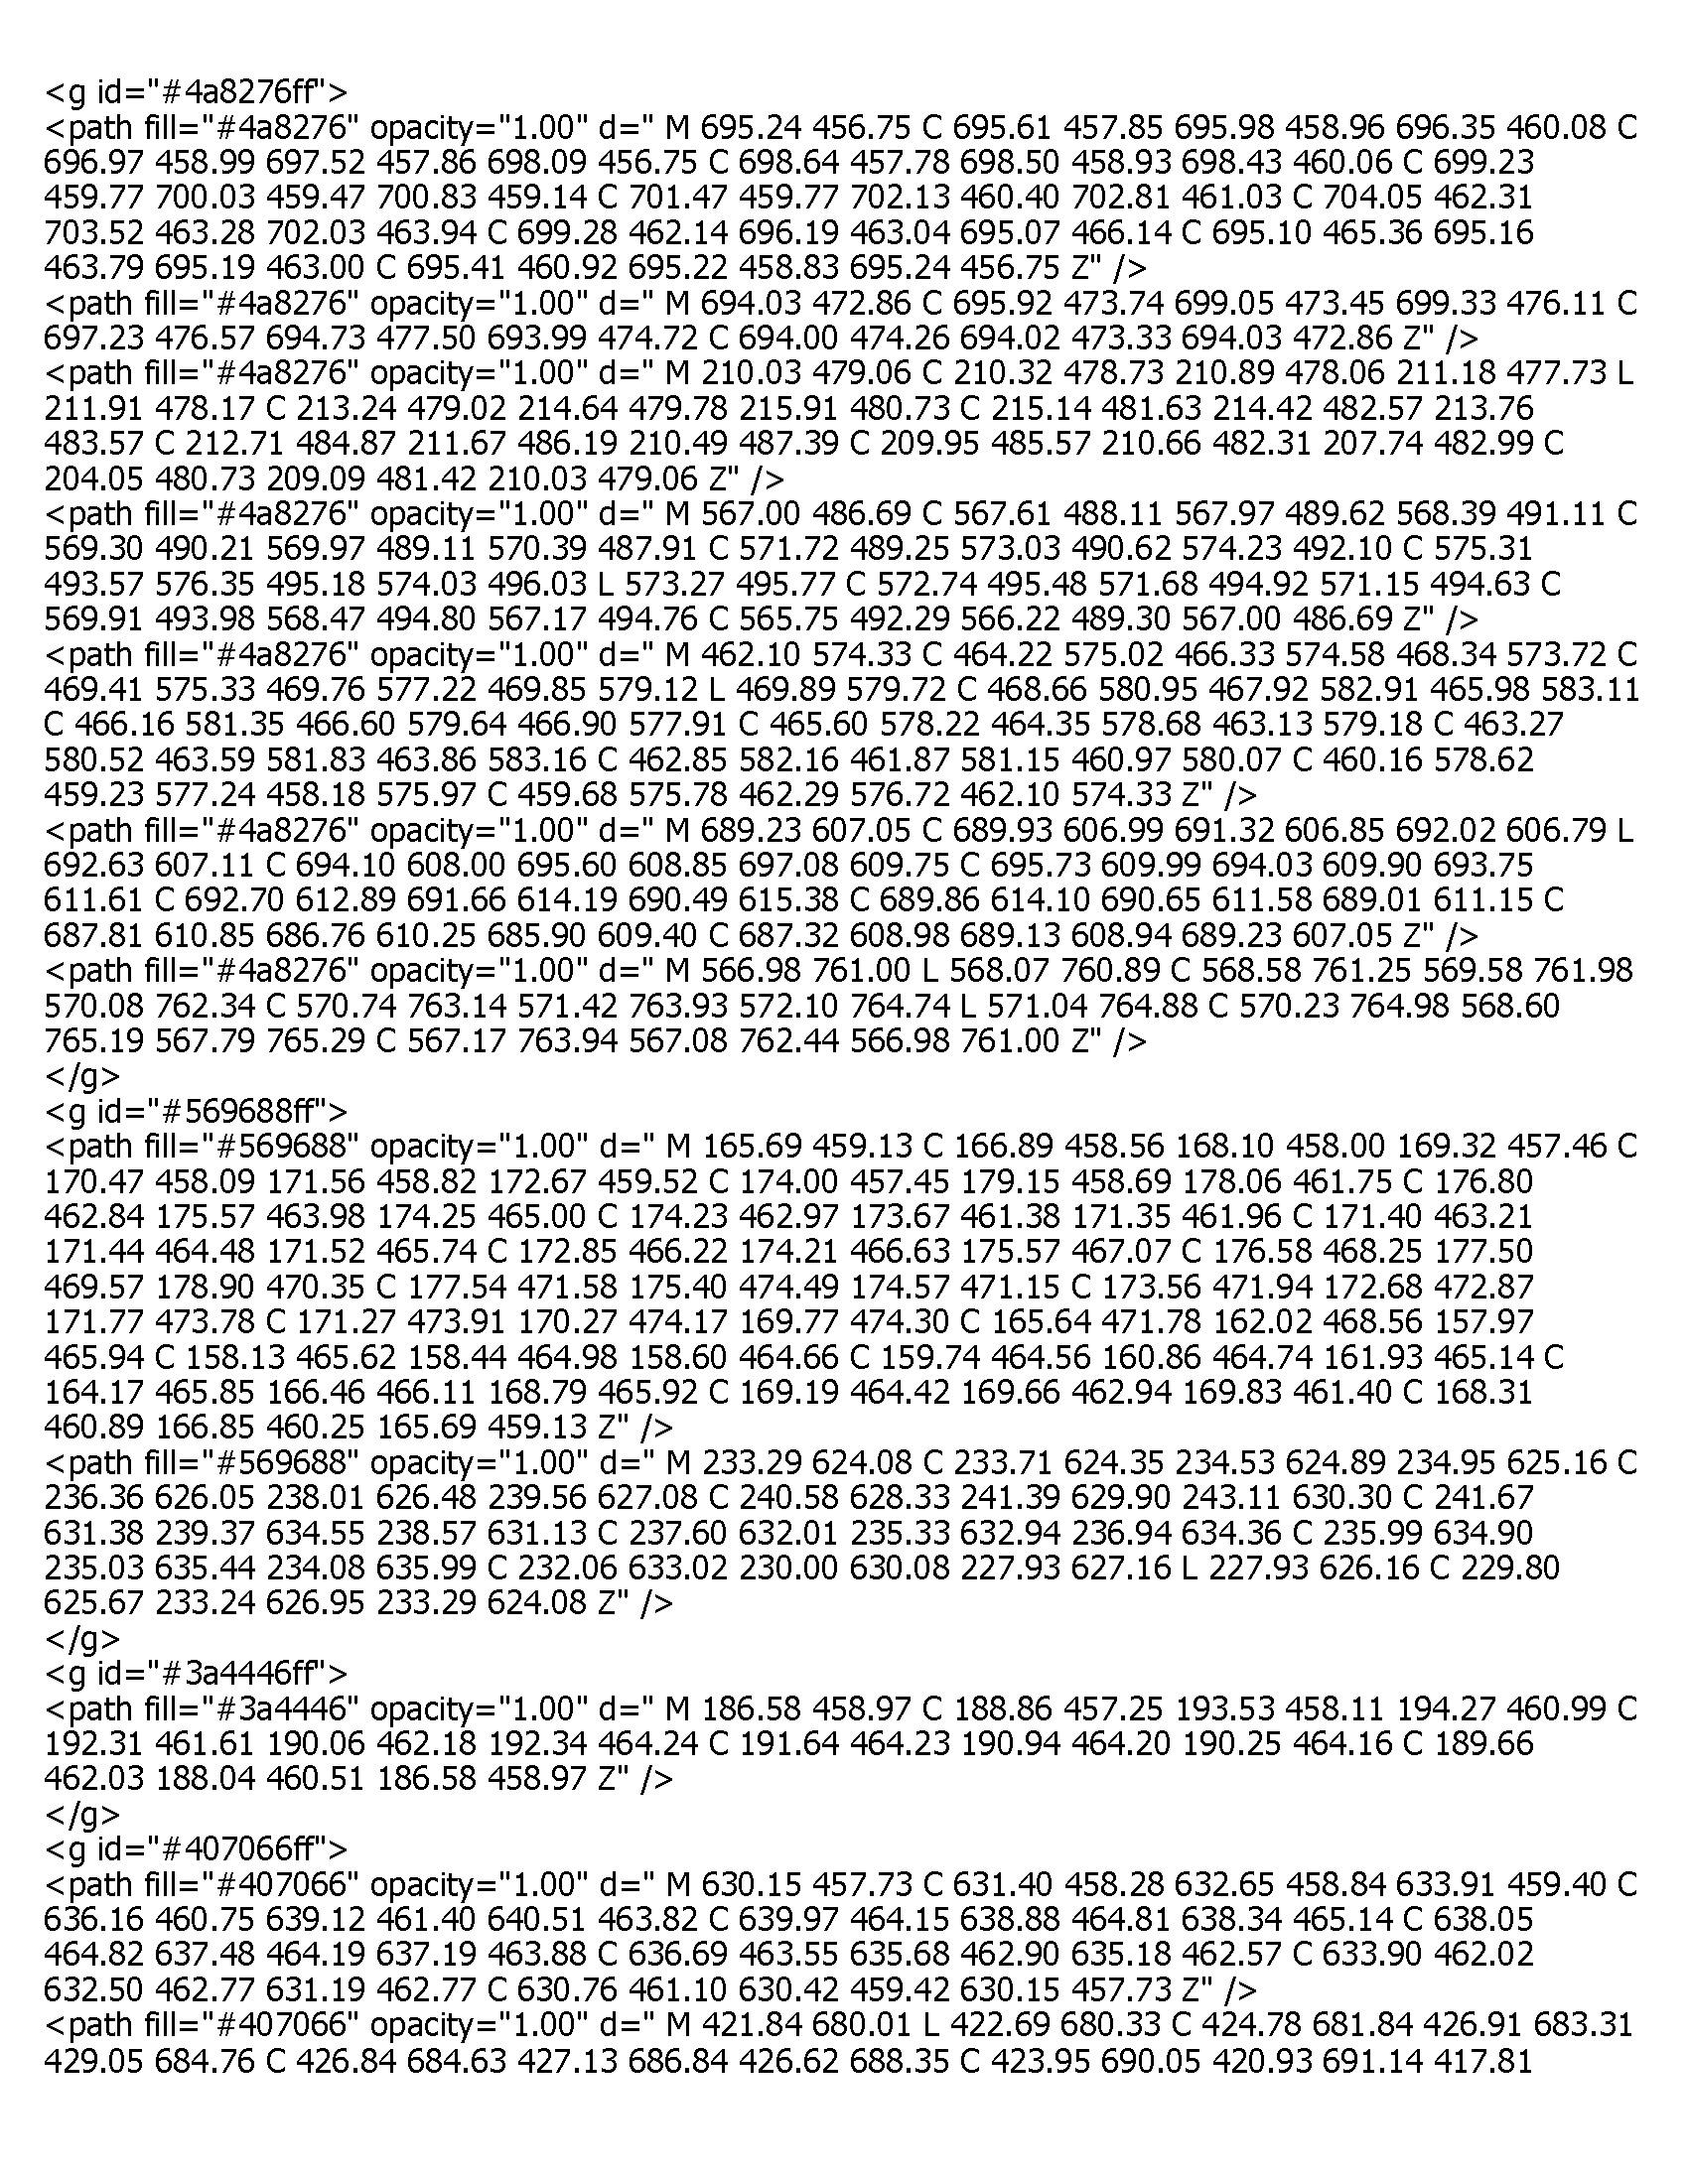 <g id="#4a8276ff">
<path fill="#4a8276" opacity="1.00" d=" M 695.24 456.75 C 695.61 457.85 695.98 458.96 696.35 460.08 C
696.97 458.99 697.52 457.86 698.09 456.75 C 698.64 457.78 698.50 458.93 698.43 460.06 C 699.23
459.77 700.03 459.47 700.83 459.14 C 701.47 459.77 702.13 460.40 702.81 461.03 C 704.05 462.31
703.52 463.28 702.03 463.94 C 699.28 462.14 696.19 463.04 695.07 466.14 C 695.10 465.36 695.16
463.79 695.19 463.00 C 695.41 460.92 695.22 458.83 695.24 456.75 Z" />
<path fill="#4a8276" opacity="1.00" d=" M 694.03 472.86 C 695.92 473.74 699.05 473.45 699.33 476.11 C
697.23 476.57 694.73 477.50 693.99 474.72 C 694.00 474.26 694.02 473.33 694.03 472.86 Z" />
<path fill="#4a8276" opacity="1.00" d=" M 210.03 479.06 C 210.32 478.73 210.89 478.06 211.18 477.73 L
211.91 478.17 C 213.24 479.02 214.64 479.78 215.91 480.73 C 215.14 481.63 214.42 482.57 213.76
483.57 C 212.71 484.87 211.67 486.19 210.49 487.39 C 209.95 485.57 210.66 482.31 207.74 482.99 C
204.05 480.73 209.09 481.42 210.03 479.06 Z" />
<path fill="#4a8276" opacity="1.00" d=" M 567.00 486.69 C 567.61 488.11 567.97 489.62 568.39 491.11 C
569.30 490.21 569.97 489.11 570.39 487.91 C 571.72 489.25 573.03 490.62 574.23 492.10 C 575.31
493.57 576.35 495.18 574.03 496.03 L 573.27 495.77 C 572.74 495.48 571.68 494.92 571.15 494.63 C
569.91 493.98 568.47 494.80 567.17 494.76 C 565.75 492.29 566.22 489.30 567.00 486.69 Z" />
<path fill="#4a8276" opacity="1.00" d=" M 462.10 574.33 C 464.22 575.02 466.33 574.58 468.34 573.72 C
469.41 575.33 469.76 577.22 469.85 579.12 L 469.89 579.72 C 468.66 580.95 467.92 582.91 465.98 583.11
C 466.16 581.35 466.60 579.64 466.90 577.91 C 465.60 578.22 464.35 578.68 463.13 579.18 C 463.27
580.52 463.59 581.83 463.86 583.16 C 462.85 582.16 461.87 581.15 460.97 580.07 C 460.16 578.62
459.23 577.24 458.18 575.97 C 459.68 575.78 462.29 576.72 462.10 574.33 Z" />
<path fill="#4a8276" opacity="1.00" d=" M 689.23 607.05 C 689.93 606.99 691.32 606.85 692.02 606.79 L
692.63 607.11 C 694.10 608.00 695.60 608.85 697.08 609.75 C 695.73 609.99 694.03 609.90 693.75
611.61 C 692.70 612.89 691.66 614.19 690.49 615.38 C 689.86 614.10 690.65 611.58 689.01 611.15 C
687.81 610.85 686.76 610.25 685.90 609.40 C 687.32 608.98 689.13 608.94 689.23 607.05 Z" />
<path fill="#4a8276" opacity="1.00" d=" M 566.98 761.00 L 568.07 760.89 C 568.58 761.25 569.58 761.98
570.08 762.34 C 570.74 763.14 571.42 763.93 572.10 764.74 L 571.04 764.88 C 570.23 764.98 568.60
765.19 567.79 765.29 C 567.17 763.94 567.08 762.44 566.98 761.00 Z" />
</g>
<g id="#569688ff">
<path fill="#569688" opacity="1.00" d=" M 165.69 459.13 C 166.89 458.56 168.10 458.00 169.32 457.46 C
170.47 458.09 171.56 458.82 172.67 459.52 C 174.00 457.45 179.15 458.69 178.06 461.75 C 176.80
462.84 175.57 463.98 174.25 465.00 C 174.23 462.97 173.67 461.38 171.35 461.96 C 171.40 463.21
171.44 464.48 171.52 465.74 C 172.85 466.22 174.21 466.63 175.57 467.07 C 176.58 468.25 177.50
469.57 178.90 470.35 C 177.54 471.58 175.40 474.49 174.57 471.15 C 173.56 471.94 172.68 472.87
171.77 473.78 C 171.27 473.91 170.27 474.17 169.77 474.30 C 165.64 471.78 162.02 468.56 157.97
465.94 C 158.13 465.62 158.44 464.98 158.60 464.66 C 159.74 464.56 160.86 464.74 161.93 465.14 C
164.17 465.85 166.46 466.11 168.79 465.92 C 169.19 464.42 169.66 462.94 169.83 461.40 C 168.31
460.89 166.85 460.25 165.69 459.13 Z" />
<path fill="#569688" opacity="1.00" d=" M 233.29 624.08 C 233.71 624.35 234.53 624.89 234.95 625.16 C
236.36 626.05 238.01 626.48 239.56 627.08 C 240.58 628.33 241.39 629.90 243.11 630.30 C 241.67
631.38 239.37 634.55 238.57 631.13 C 237.60 632.01 235.33 632.94 236.94 634.36 C 235.99 634.90
235.03 635.44 234.08 635.99 C 232.06 633.02 230.00 630.08 227.93 627.16 L 227.93 626.16 C 229.80
625.67 233.24 626.95 233.29 624.08 Z" />
</g>
<g id="#3a4446ff">
<path fill="#3a4446" opacity="1.00" d=" M 186.58 458.97 C 188.86 457.25 193.53 458.11 194.27 460.99 C
192.31 461.61 190.06 462.18 192.34 464.24 C 191.64 464.23 190.94 464.20 190.25 464.16 C 189.66
462.03 188.04 460.51 186.58 458.97 Z" />
</g>
<g id="#407066ff">
<path fill="#407066" opacity="1.00" d=" M 630.15 457.73 C 631.40 458.28 632.65 458.84 633.91 459.40 C
636.16 460.75 639.12 461.40 640.51 463.82 C 639.97 464.15 638.88 464.81 638.34 465.14 C 638.05
464.82 637.48 464.19 637.19 463.88 C 636.69 463.55 635.68 462.90 635.18 462.57 C 633.90 462.02
632.50 462.77 631.19 462.77 C 630.76 461.10 630.42 459.42 630.15 457.73 Z" />
<path fill="#407066" opacity="1.00" d=" M 421.84 680.01 L 422.69 680.33 C 424.78 681.84 426.91 683.31
429.05 684.76 C 426.84 684.63 427.13 686.84 426.62 688.35 C 423.95 690.05 420.93 691.14 417.81